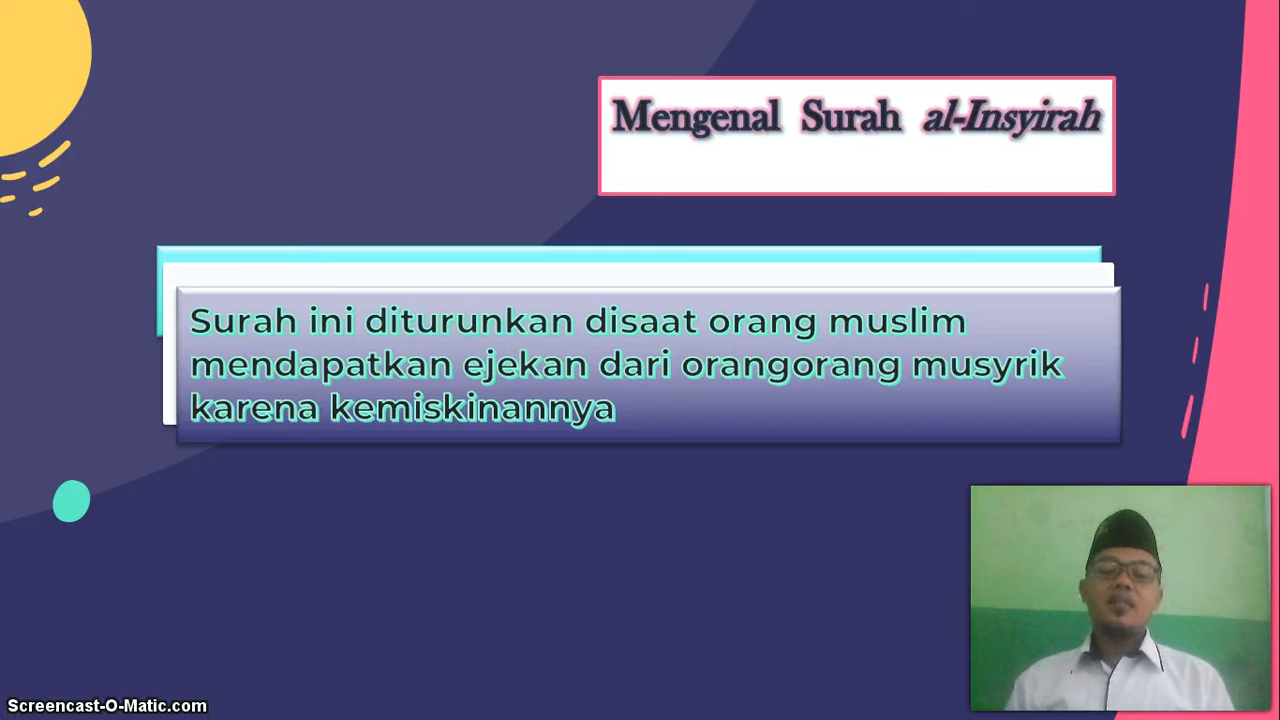 Mengenal Surah al-Insyirah
Surah ini diturunkan disaat orang muslim
mendapatkan ejekan dari orangorang musyrik
karena kemiskinannya
Screencast-O-Matic.com